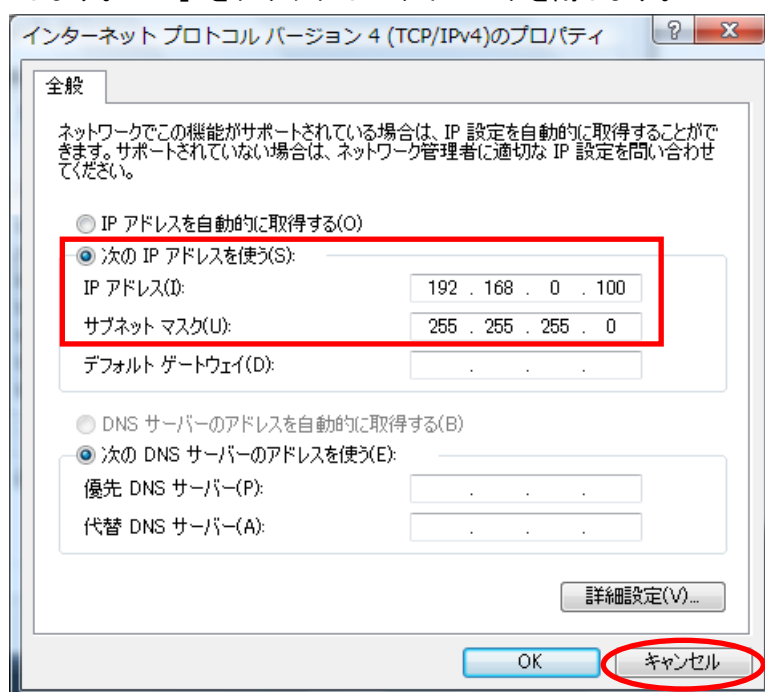 インターネット プロトコル バージョン 4 (TCP/IPv4)のプロパティ
全般
ネットワークでこの機能がサポートされている場合は、IP 設定を自動的に取得することがで
きます。サポートされていない場合は、ネットワーク管理者に適切な IP 設定を問い合わせ
てください。
IP アドレスを自動的に取得する(O)
次の IP アドレスを使う(S):
IP アドレス(I): 192 . 168 . 0 . 100
サブネット マスク(U): 255 . 255 . 255 . 0
デフォルト ゲートウェイ(D): . . .
DNS サーバーのアドレスを自動的に取得する(B)
次の DNS サーバーのアドレスを使う(E):
優先 DNS サーバー(P): . . .
代替 DNS サーバー(A): . . .
詳細設定(V)...
OK キャンセル